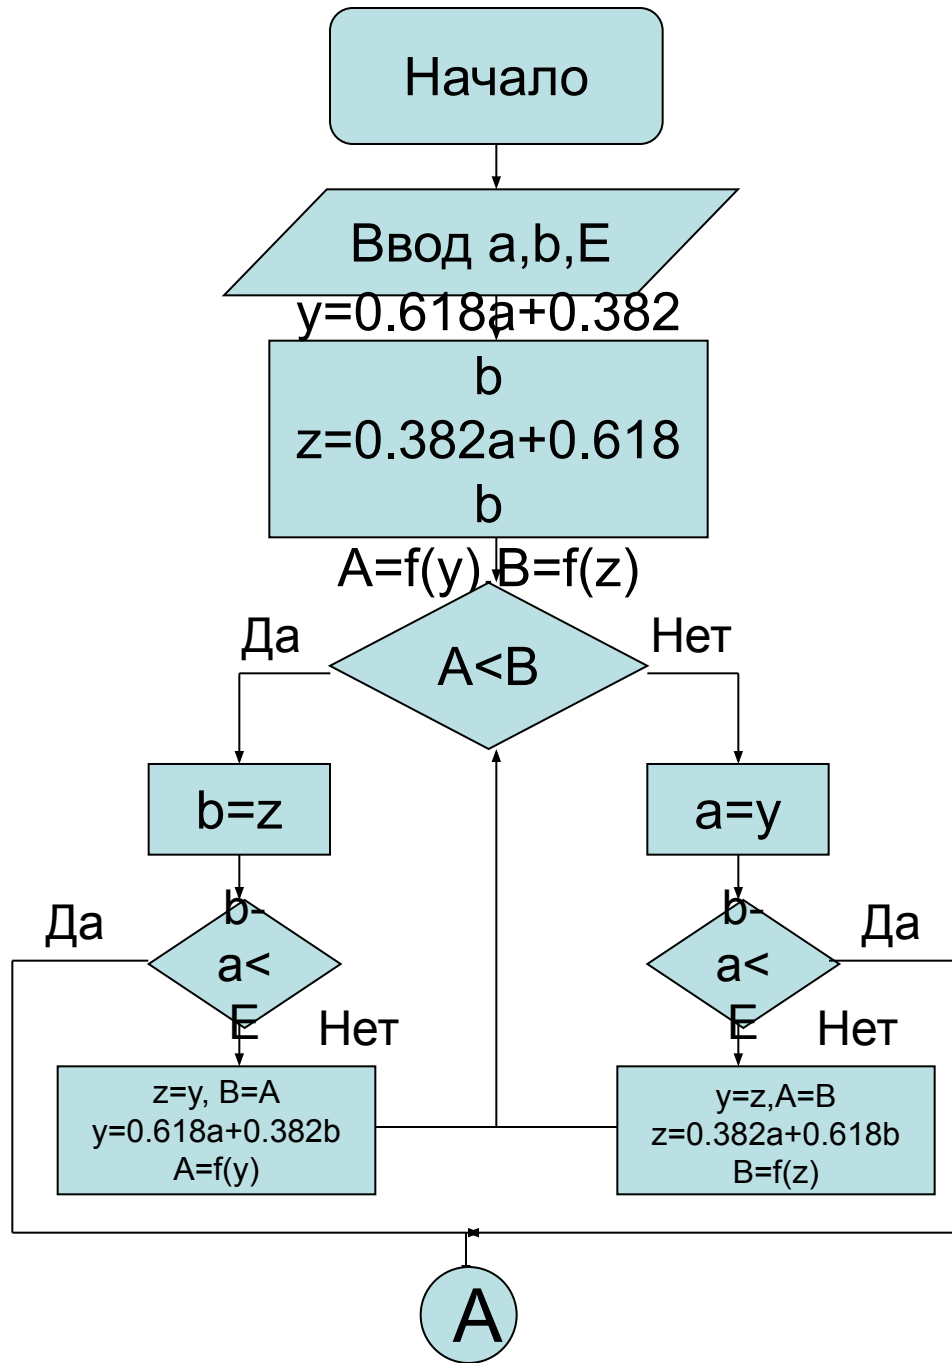 Начало
Ввод a,b,E
y=0.618a+0.382
b
z=0.382a+0.618
b
A=f(y), B=f(z)
Да
Нет
A<B
b=z
a=y
Да
b-
a<
E
Нет
b-
a<
E
Да
Нет
z=y, B=A
y=0.618a+0.382b
A=f(y)
y=z,A=B
z=0.382a+0.618b
B=f(z)
A